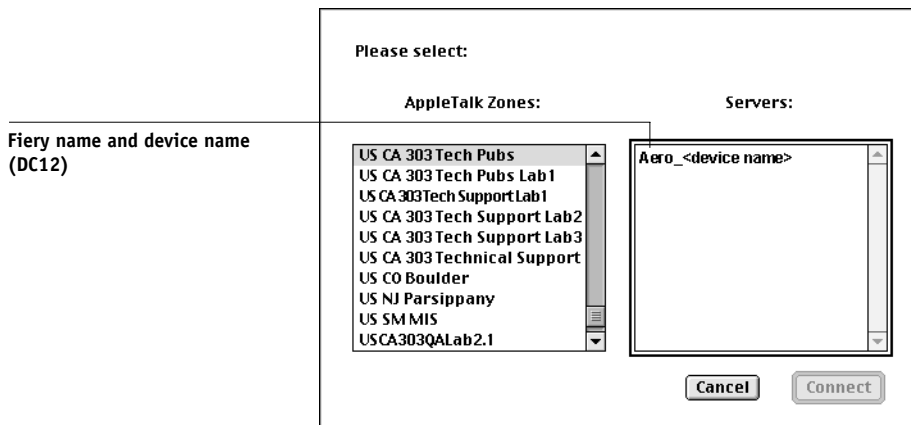 Please select:
AppleTalk Zones:
Servers:
Fiery name and device name
(DC12)
US CA 303 Tech Pubs
US CA 303 Tech Pubs Lab1
US CA 303 Tech Support Lab1
US CA 303 Tech Support Lab2
US CA 303 Tech Support Lab3
US CA 303 Technical Support
US CO Boulder
US NJ Parsippany
US SM MIS
USCA303QALab2.1
Aero_<device name>
Cancel
Connect